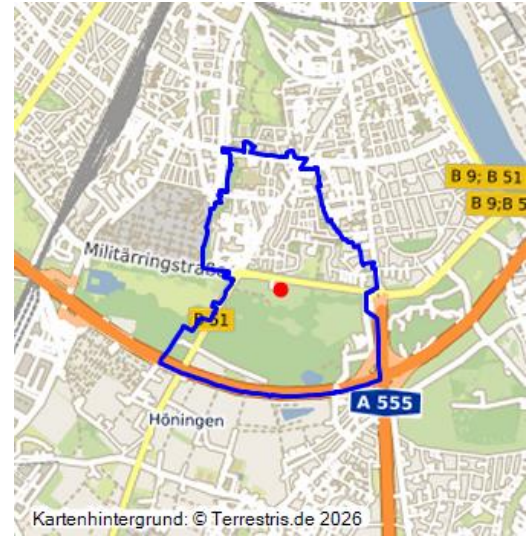 B 9; B 51
B 9;B 5
Militärringstraße
B 51
A 555
Höningen
Kartenhintergrund: © Terrestris.de 2026